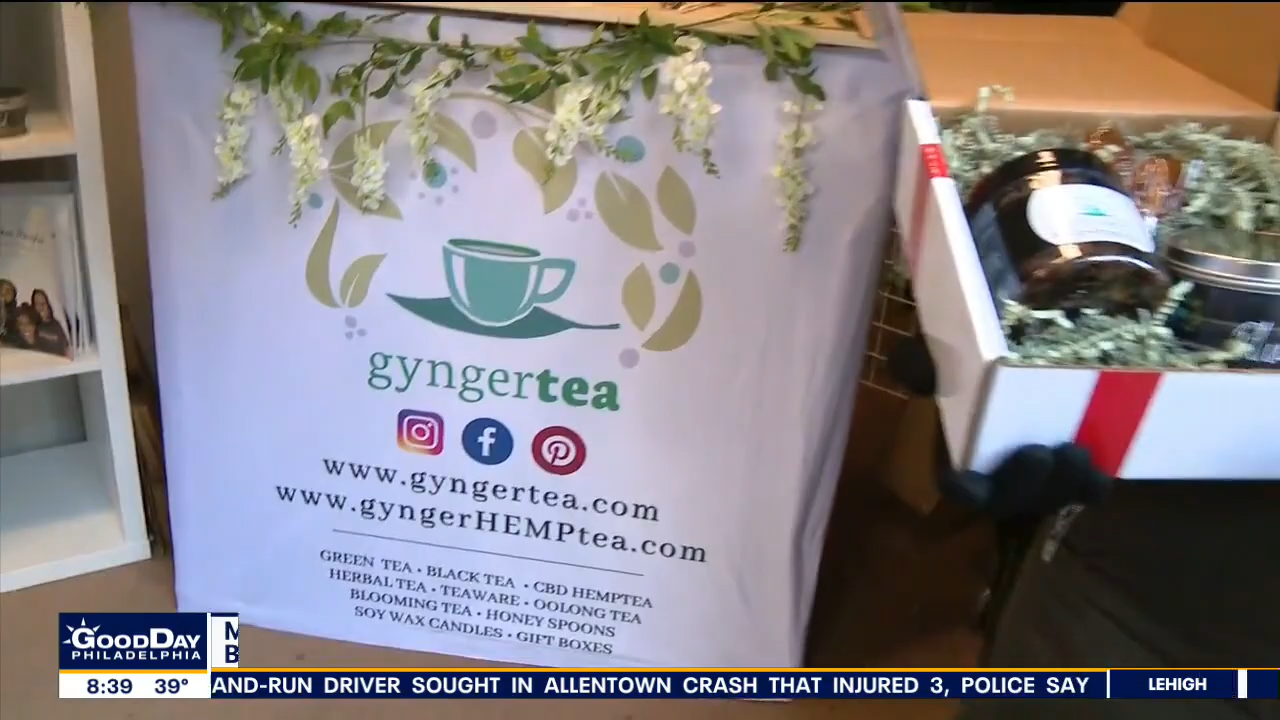 gyngertea
www.gyngertea.com
www.gyngerHEMPtea.com
GREEN TEA • BLACK TEA • CBD HEMPTEA
HERBAL TEA • TEAWARE • OOLONG TEA
BLOOMING TEA • HONEY SPOONS
SOY WAX CANDLES • GIFT BOXES
GOODDAY
PHILADELPHIA
8:39 39°
AND-RUN DRIVER SOUGHT IN ALLENTOWN CRASH THAT INJURED 3, POLICE SAY
LEHIGH